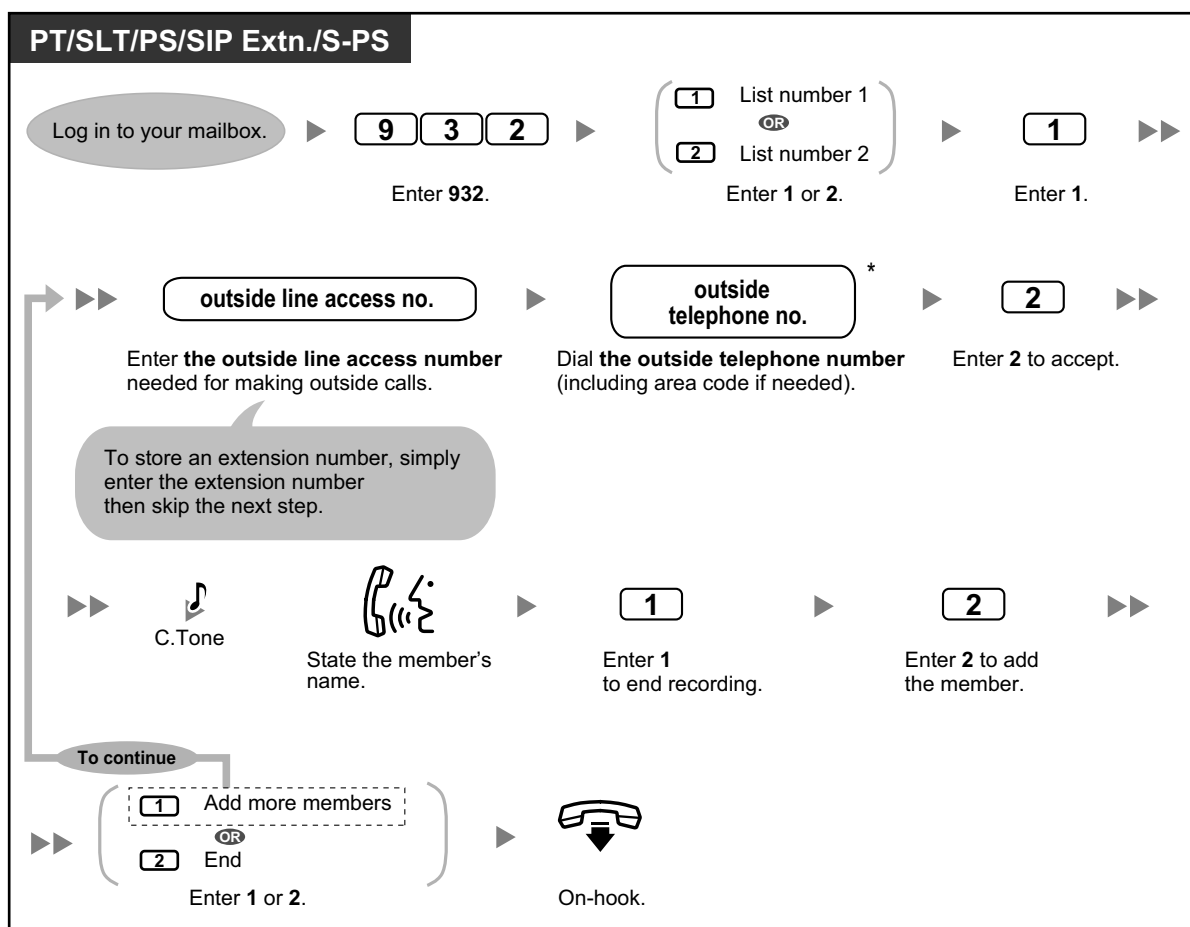 PT/SLT/PS/SIP Extn./S-PS
Log in to your mailbox.
9 3 2
Enter 932.
1 List number 1
OR
2 List number 2
Enter 1 or 2.
1
Enter 1.
outside line access no.
Enter the outside line access number
needed for making outside calls.
To store an extension number, simply
enter the extension number
then skip the next step.
outside
telephone no.
*
Dial the outside telephone number
(including area code if needed).
2
Enter 2 to accept.
C.Tone
State the member's
name.
1
Enter 1
to end recording.
2
Enter 2 to add
the member.
To continue
1 Add more members
OR
2 End
Enter 1 or 2.
On-hook.